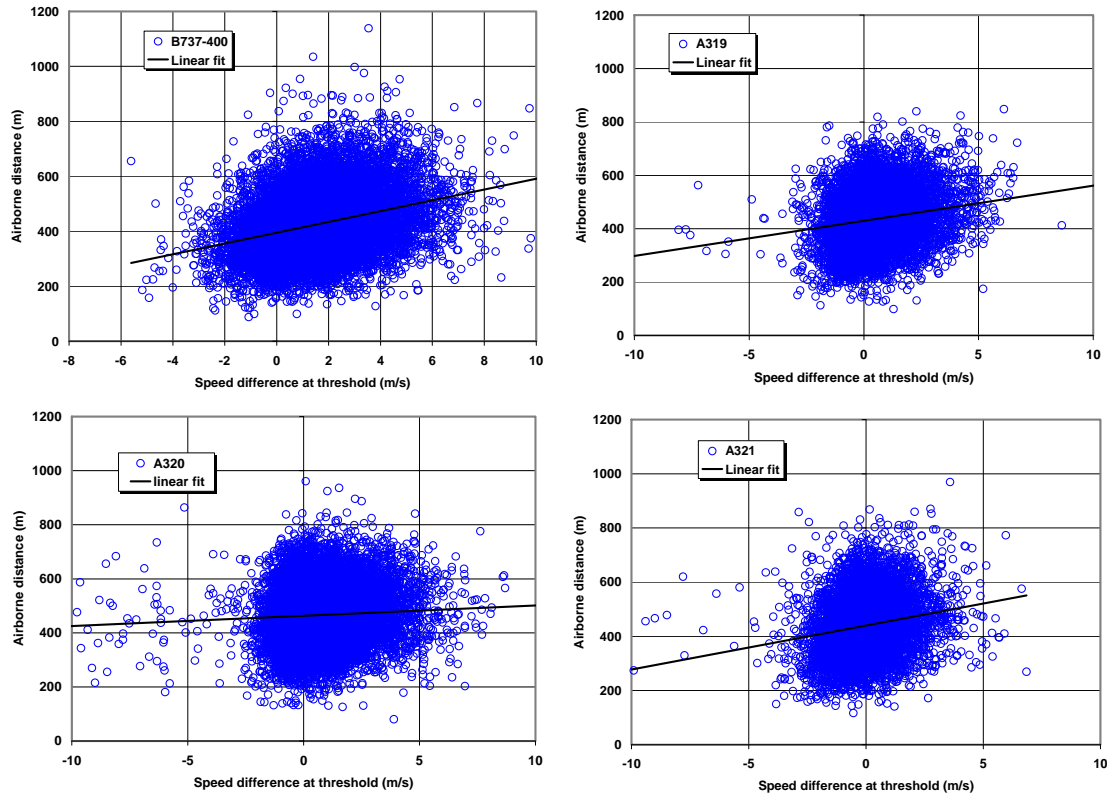 1200
1000
800
600
400
200
0
Airborne distance (m)
B737-400
Linear fit
-8 -6 -4 -2 0 2 4 6 8 10
Speed difference at threshold (m/s)
1200
1000
800
600
400
200
0
Airborne distance (m)
A319
Linear fit
-10 -5 0 5 10
Speed difference at threshold (m/s)
1200
1000
800
600
400
200
0
Airborne distance (m)
A320
linear fit
-10 -5 0 5 10
Speed difference at threshold (m/s)
1200
1000
800
600
400
200
0
Airborne distance (m)
A321
Linear fit
-10 -5 0 5 10
Speed difference at threshold (m/s)